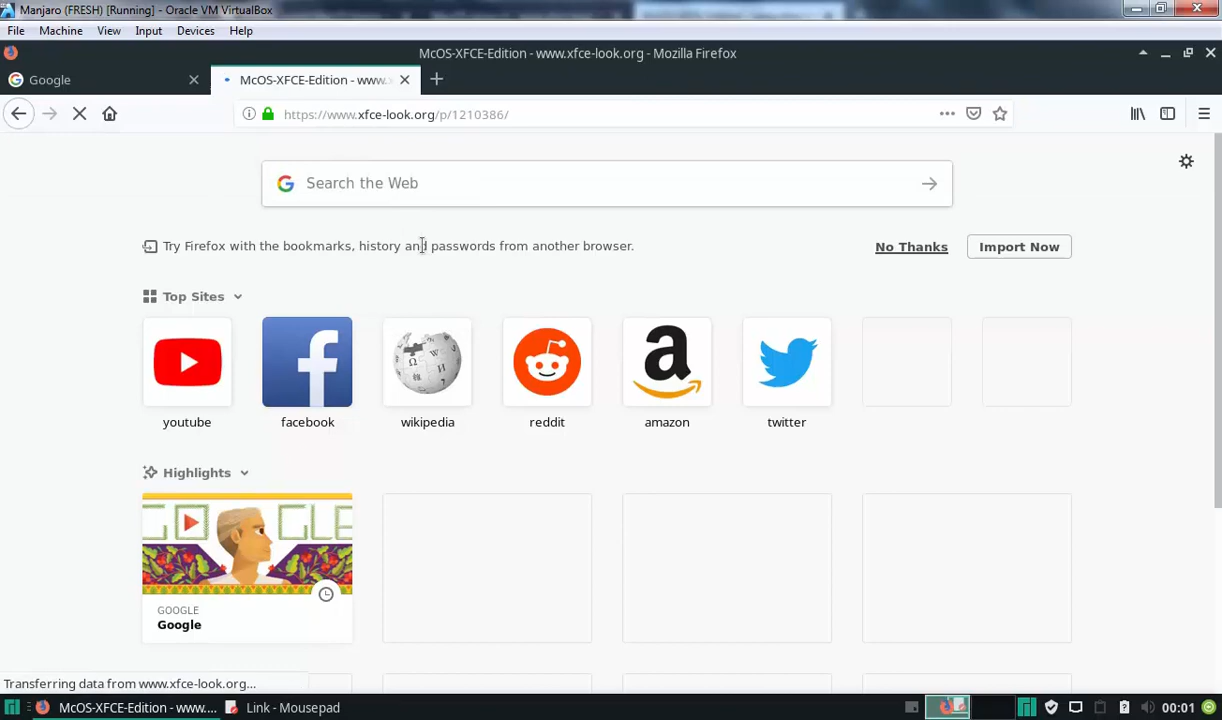 Manjaro (FRESH) [Running] - Oracle VM VirtualBox
File Machine View Input Devices Help
McOS-XFCE-Edition - www.xfce-look.org - Mozilla Firefox
Google
McOS-XFCE-Edition - www.x
https://www.xfce-look.org/p/1210386/
Search the Web
Try Firefox with the bookmarks, history and passwords from another browser.
No Thanks
Import Now
Top Sites
youtube
facebook
wikipedia
reddit
amazon
twitter
Highlights
GOOGLE
Google
Transferring data from www.xfce-look.org...
McOS-XFCE-Edition - www....
Link - Mousepad
00:01